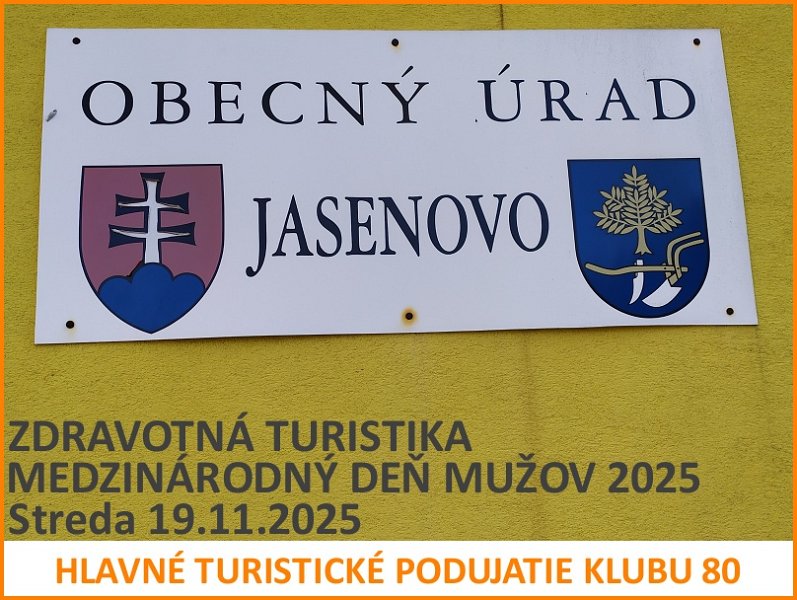 OBECNÝ ÚRAD
JASENOVO
ZDRAVOTNÁ TURISTIKA
MEDZINÁRODNÝ DEŇ MUŽOV 2025
Streda 19.11.2025
HLAVNÉ TURISTICKÉ PODUJATIE KLUBU 80